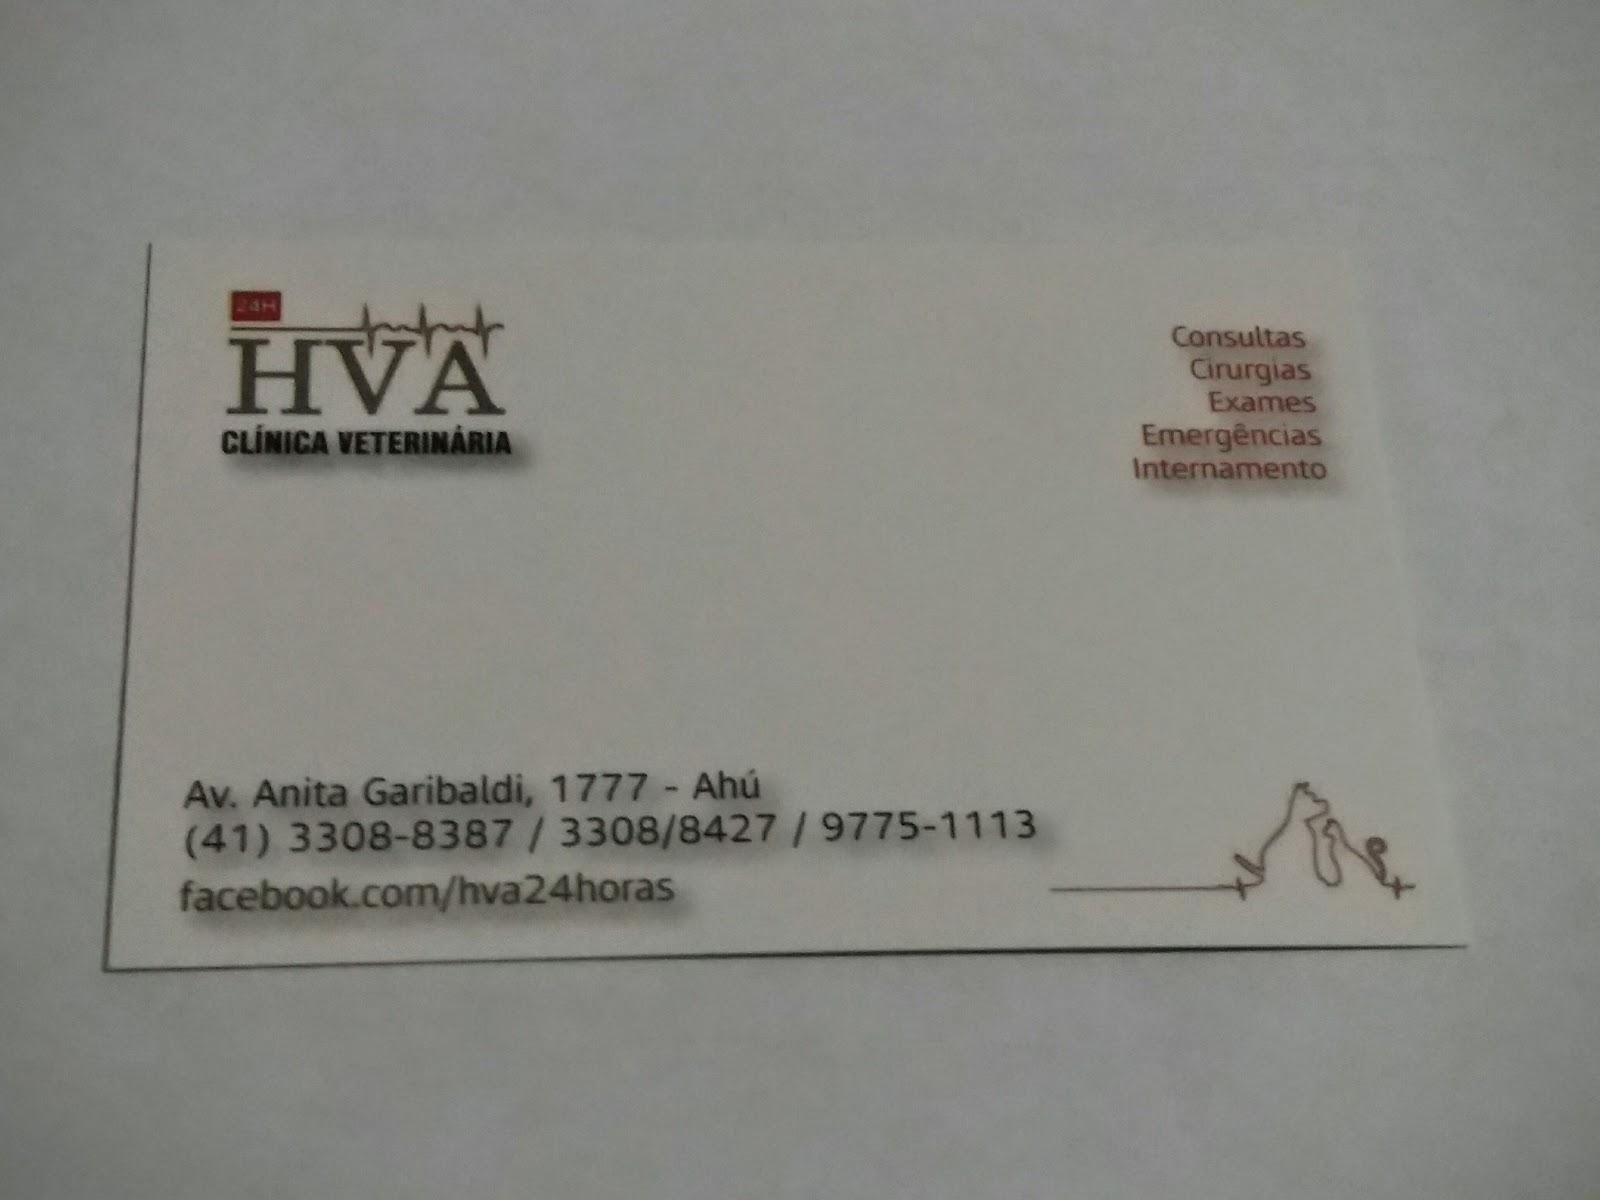 24H
HVA
CLÍNICA VETERINÁRIA
Consultas
Cirurgias
Exames
Emergências
Internamento
Av. Anita Garibaldi, 1777 - Ahú
(41) 3308-8387 / 3308/8427 / 9775-1113
facebook.com/hva24horas